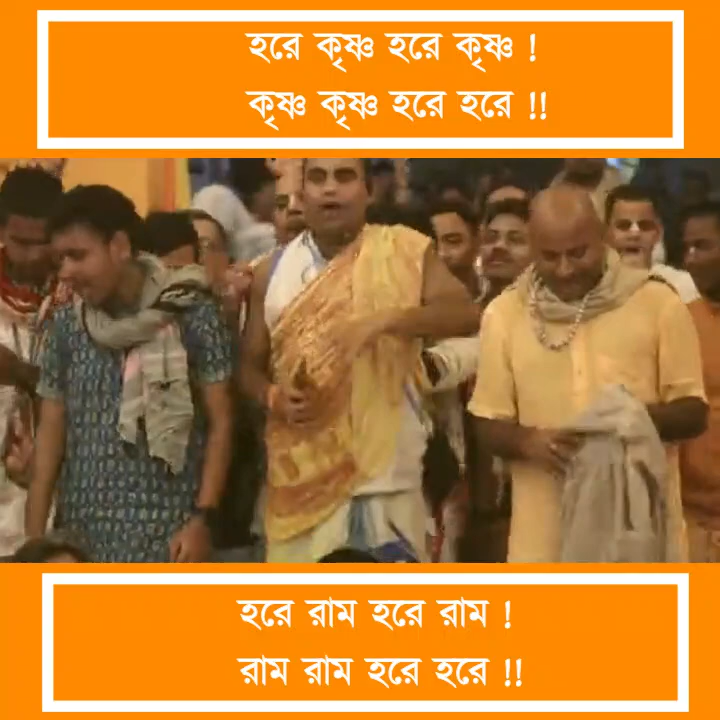 হরে কৃষ্ণ হরে কৃষ্ণ !
কৃষ্ণ কৃষ্ণ হরে হরে !!
হরে রাম হরে রাম !
রাম রাম হরে হরে !!